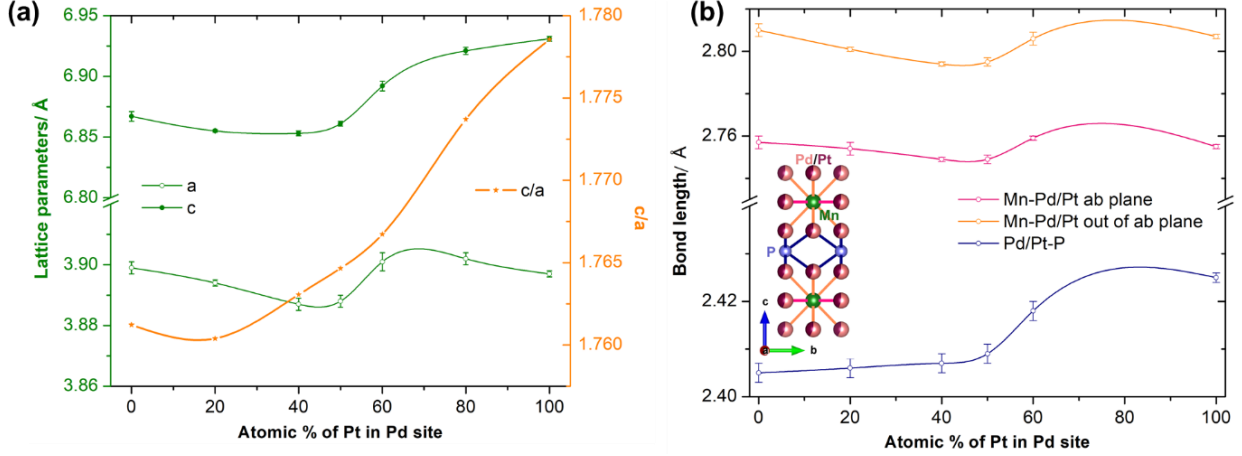 (a)
6.95
6.90
6.85
6.80
3.90
3.88
3.86
Lattice parameters/ Å
a
c
c/a
1.780
1.775
1.770
1.765
1.760
c/a
0 20 40 60 80 100
Atomic % of Pt in Pd site
(b)
2.80
2.76
2.42
2.40
Bond length/ Å
Pd/Pt
Mn
P
c
a
b
Mn-Pd/Pt ab plane
Mn-Pd/Pt out of ab plane
Pd/Pt-P
0 20 40 60 80 100
Atomic % of Pt in Pd site